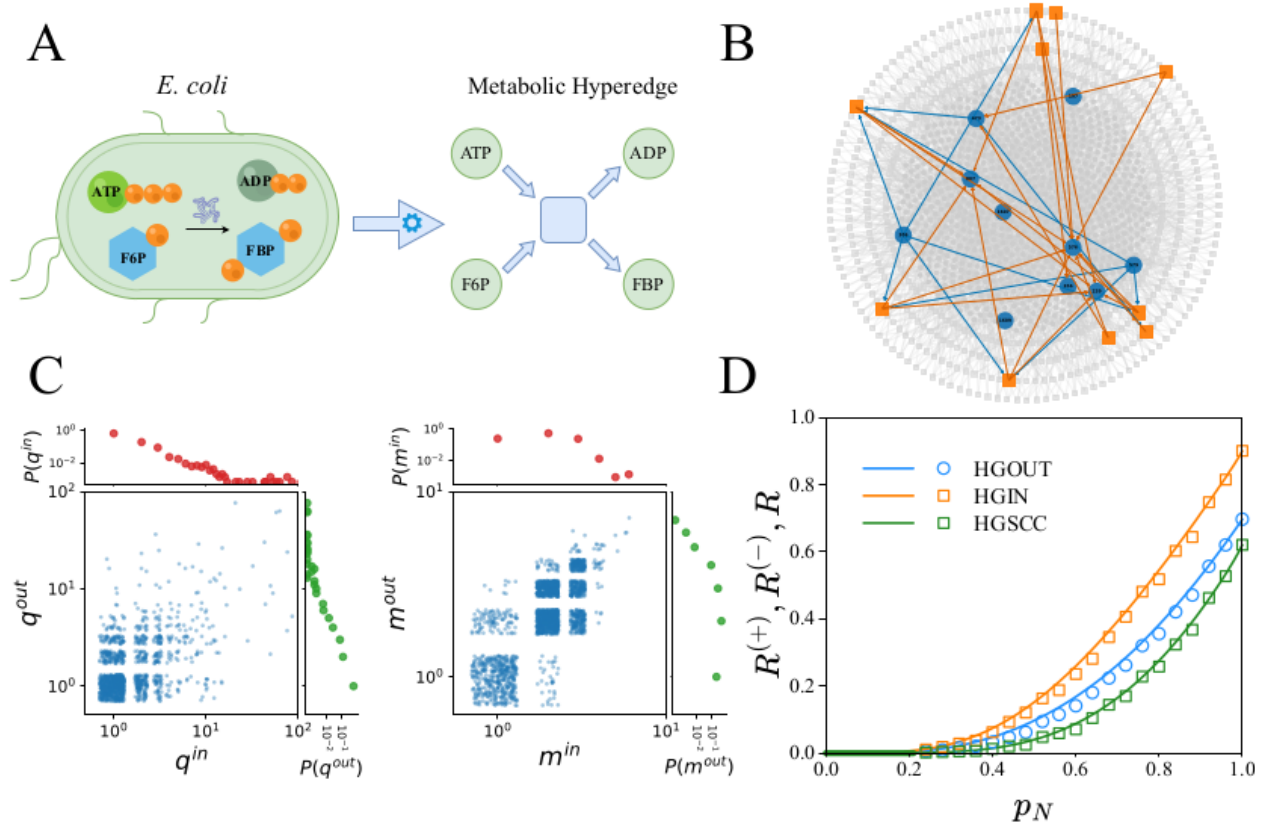 A
E. coli
ATP
ADP
F6P
FBP
Metabolic Hyperedge
ATP
ADP
F6P
FBP
B
C
P(q^{in})
10^0
10^{-2}
10^2
10^1
10^0
q^{out}
10^0
10^1
10^2
q^{in}
10^{-2}
10^{-1}
P(q^{out})
P(m^{in})
10^0
10^{-2}
10^1
10^0
m^{out}
10^0
10^1
m^{in}
10^{-2}
10^{-1}
P(m^{out})
D
1.0
0.8
0.6
0.4
0.2
0.0
R^{(+)}, R^{(-)}, R
HGOUT
HGIN
HGSCC
0.0
0.2
0.4
0.6
0.8
1.0
p_N